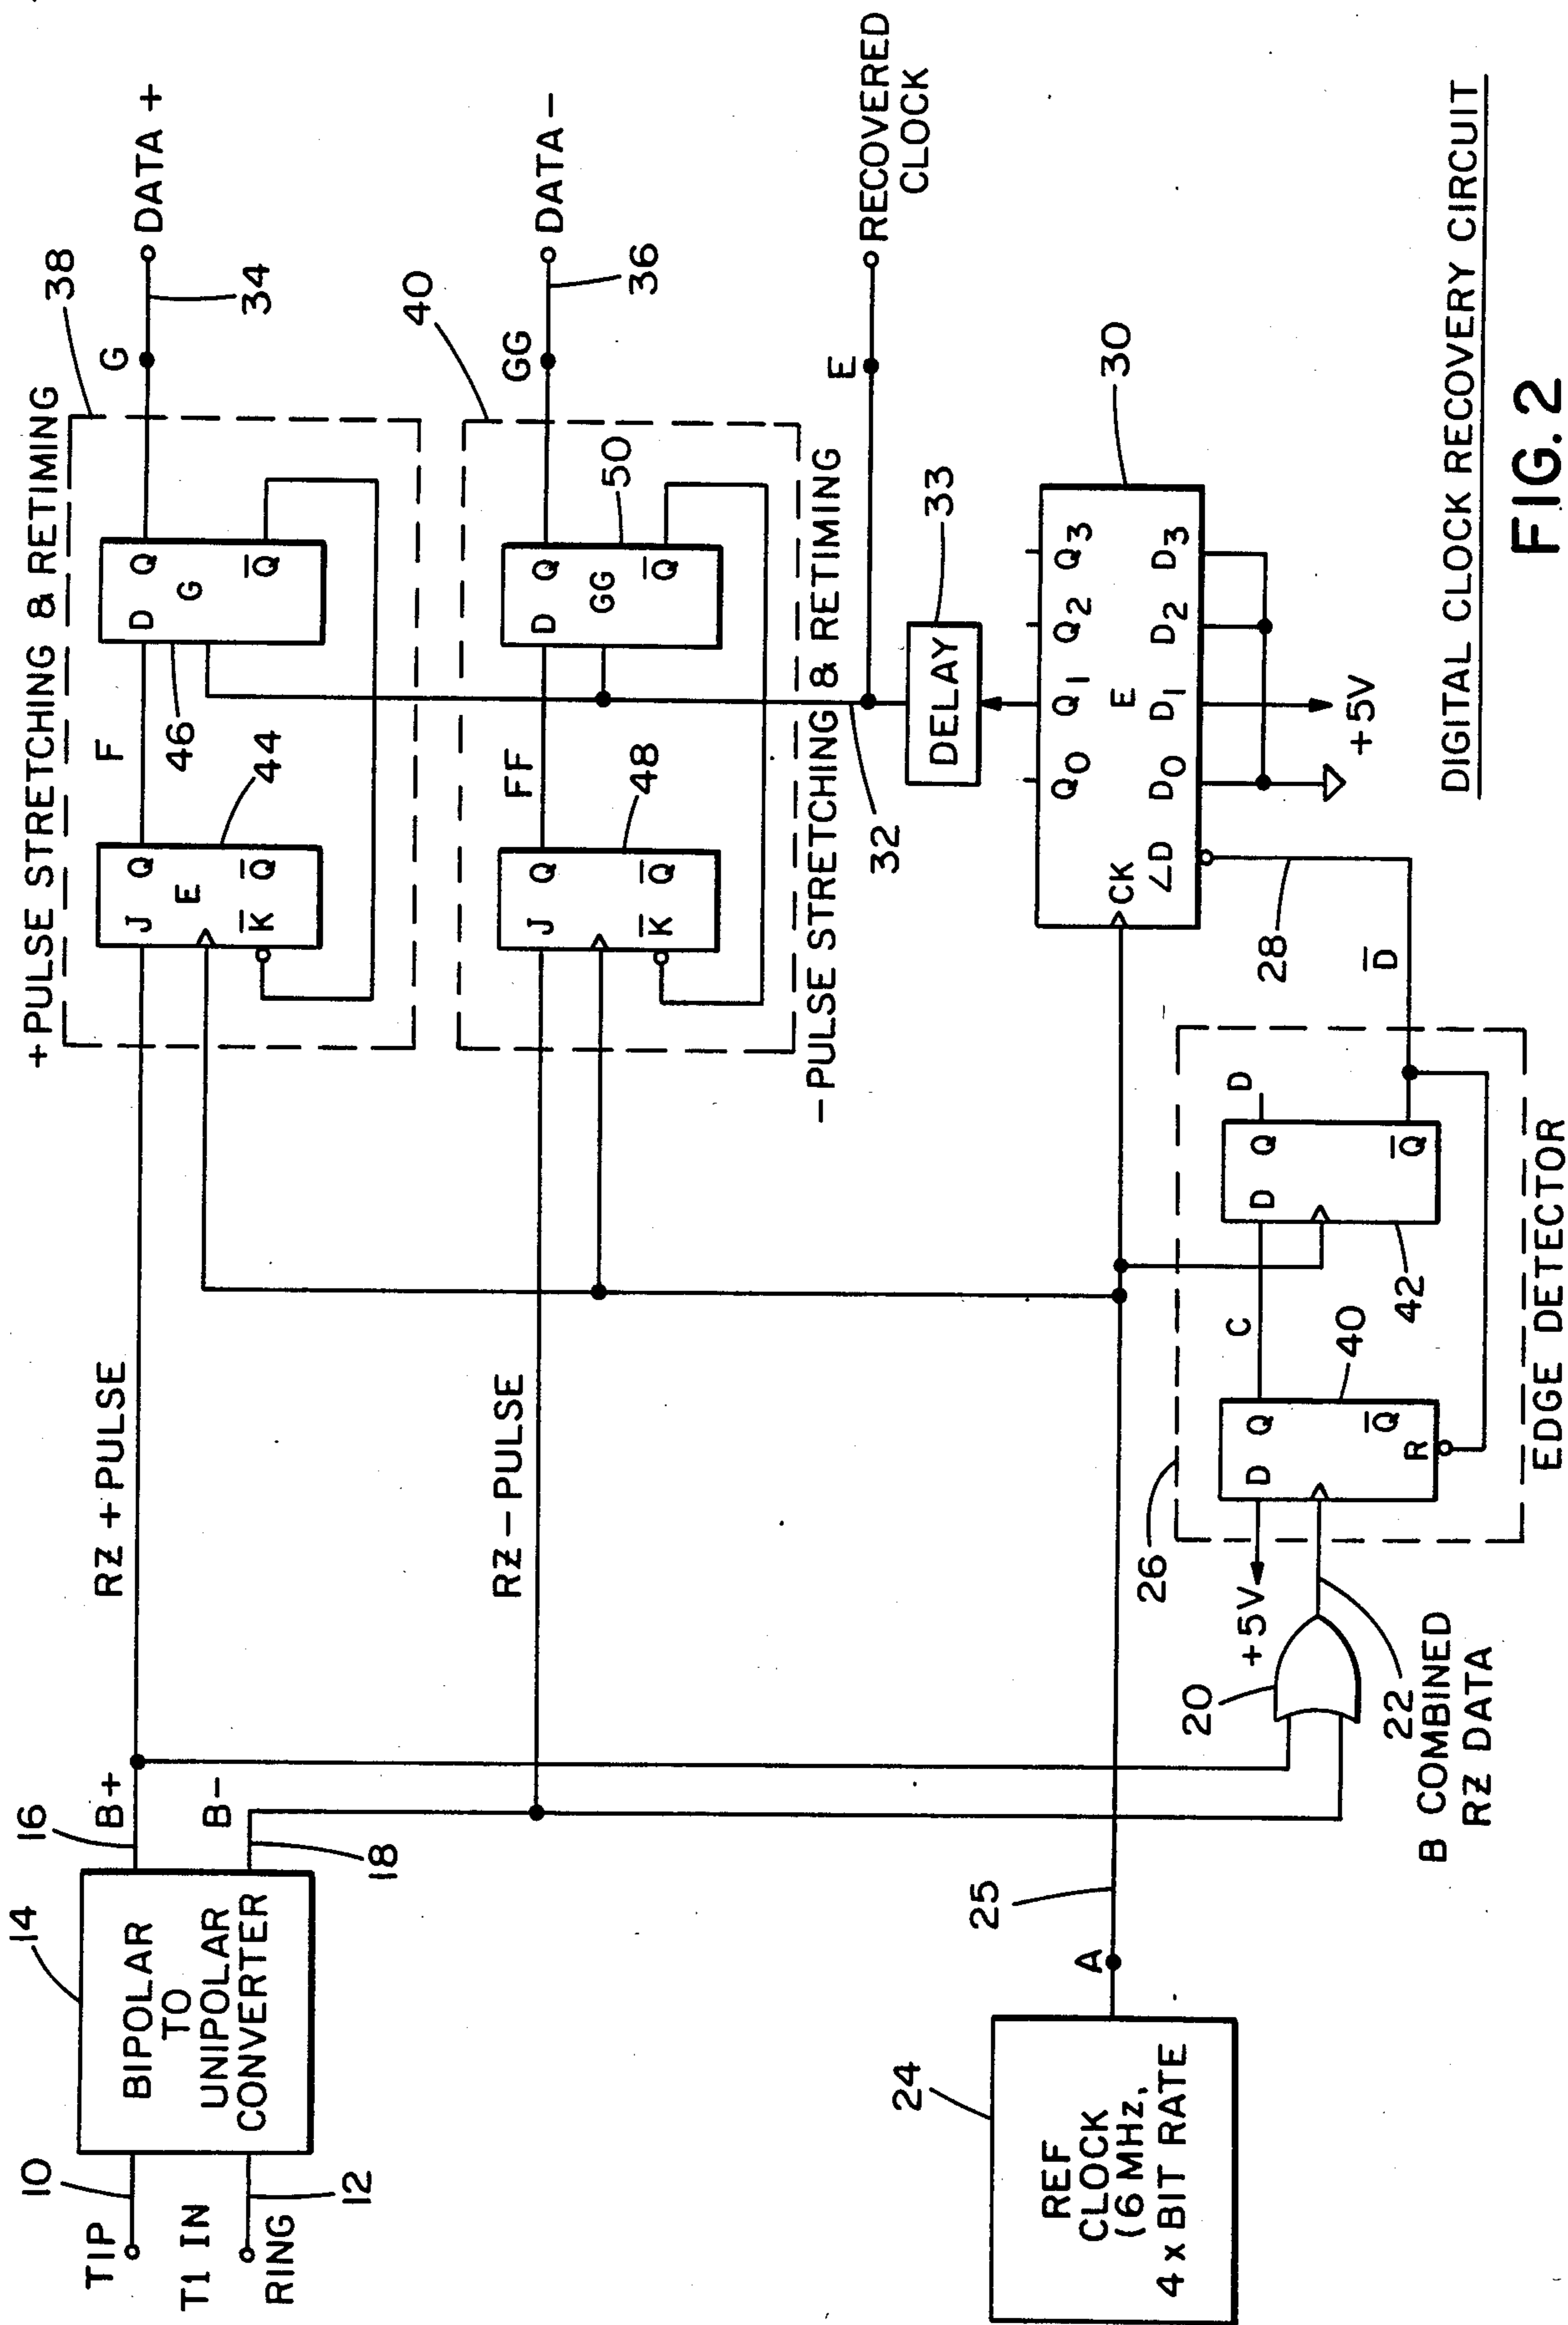 TIP
10
T1 IN
RING
12
14
BIPOLAR
TO
UNIPOLAR
CONVERTER
16
B+
B-
18
RZ + PULSE
RZ - PULSE
+ PULSE STRETCHING & RETIMING
38
J
Q
E
K̅
Q̅
44
F
46
D
Q
G
Q̅
G
34
DATA +
40
J
Q
K̅
Q̅
48
FF
D
Q
GG
Q̅
50
GG
36
DATA -
- PULSE STRETCHING & RETIMING
E
RECOVERED
CLOCK
32
DELAY
33
24
REF
CLOCK
(6 MHz,
4 x BIT RATE
A
25
Q0
Q1
Q2
Q3
CK
E
30
∠D
D0
D1
D2
D3
+5V
28
D̅
20
22
B COMBINED
RZ DATA
26
+5V
D
Q
Q̅
R
40
C
D
Q
Q̅
42
D
EDGE DETECTOR
DIGITAL CLOCK RECOVERY CIRCUIT
FIG. 2